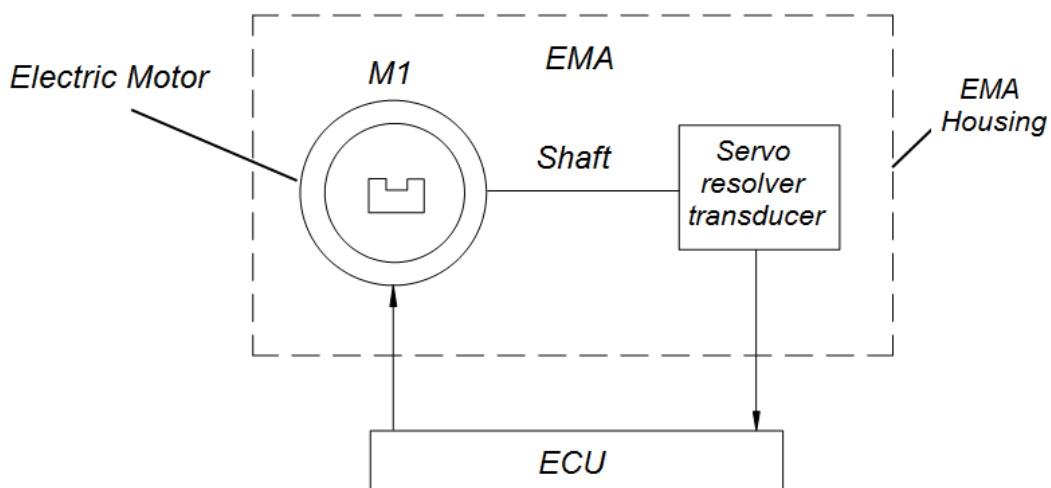 EMA
M1
Electric Motor
EMA
Housing
Shaft
Servo
resolver
transducer
ECU